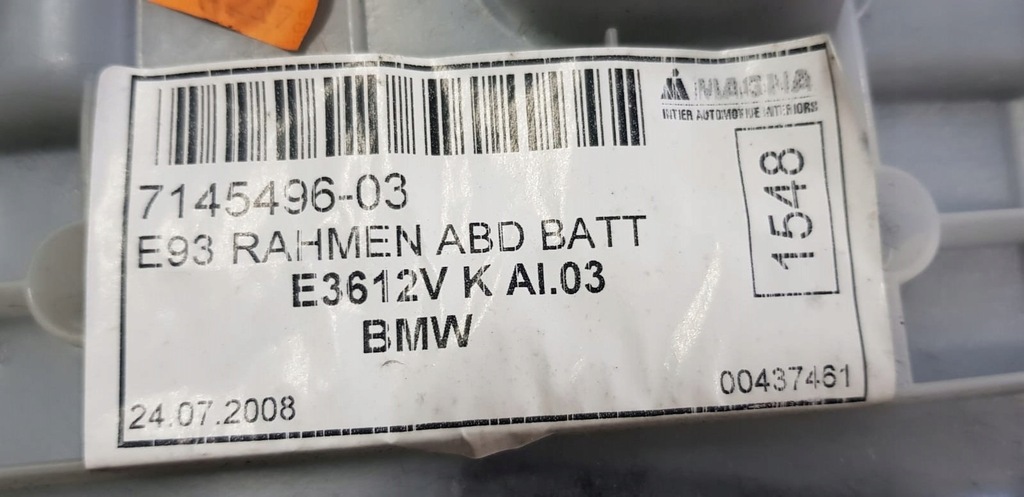 MAGNA
INTIER AUTOMOTIVE INTERIORS
7145496-03
1548
E93 RAHMEN ABD BATT
E3612V K AI.03
BMW
24.07.2008
00437461